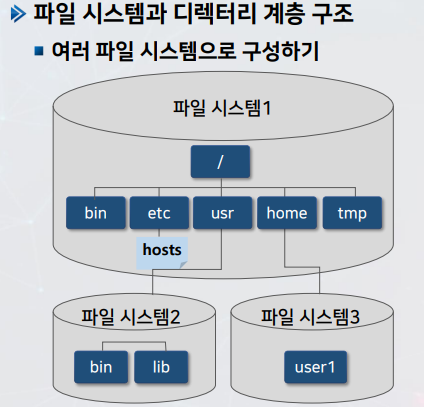 파일 시스템과 디렉터리 계층 구조
여러 파일 시스템으로 구성하기
파일 시스템1
/
bin etc usr home tmp
hosts
파일 시스템2 파일 시스템3
bin lib user1